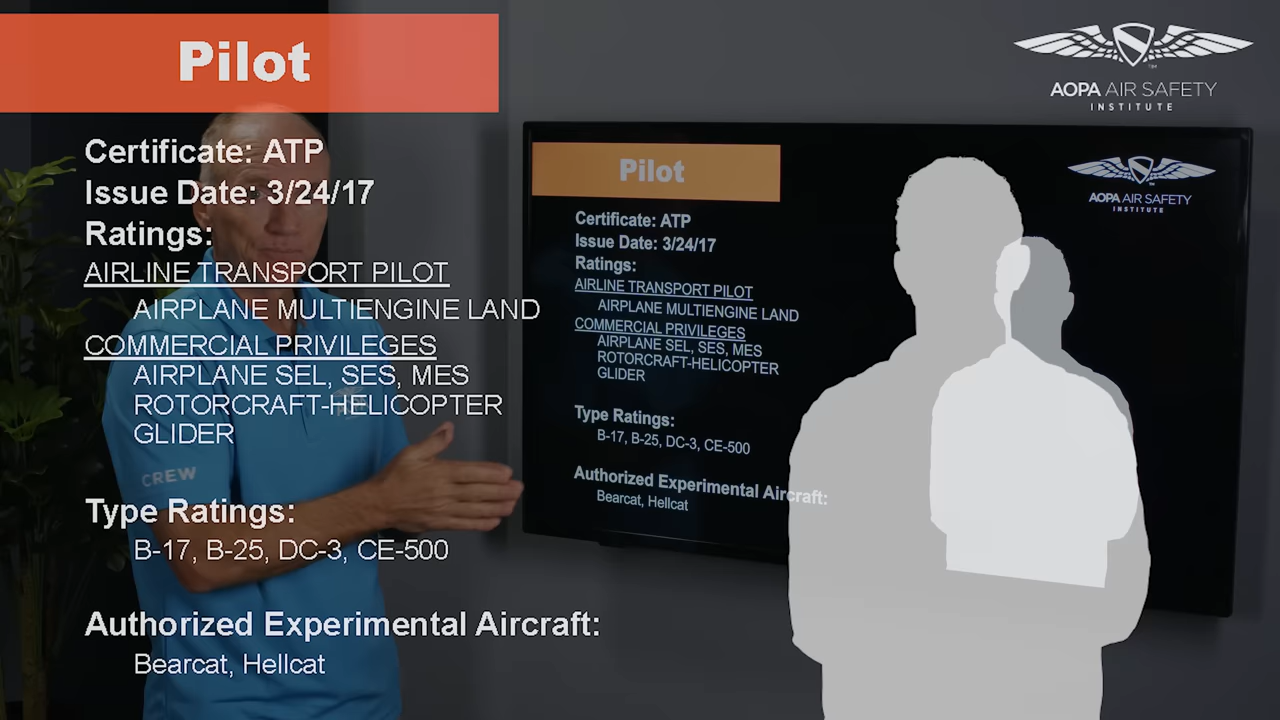 Pilot
Certificate: ATP
Issue Date: 3/24/17
Ratings:
AIRLINE TRANSPORT PILOT
AIRPLANE MULTIENGINE LAND
COMMERCIAL PRIVILEGES
AIRPLANE SEL, SES, MES
ROTORCRAFT-HELICOPTER
GLIDER
Type Ratings:
B-17, B-25, DC-3, CE-500
Authorized Experimental Aircraft:
Bearcat, Hellcat
CREW
AOPA AIR SAFETY
INSTITUTE
Pilot
AOPA AIR SAFETY
INSTITUTE
Certificate: ATP
Issue Date: 3/24/17
Ratings:
AIRLINE TRANSPORT PILOT
AIRPLANE MULTIENGINE LAND
COMMERCIAL PRIVILEGES
AIRPLANE SEL, SES, MES
ROTORCRAFT-HELICOPTER
GLIDER
Type Ratings:
B-17, B-25, DC-3, CE-500
Authorized Experimental Aircraft:
Bearcat, Hellcat